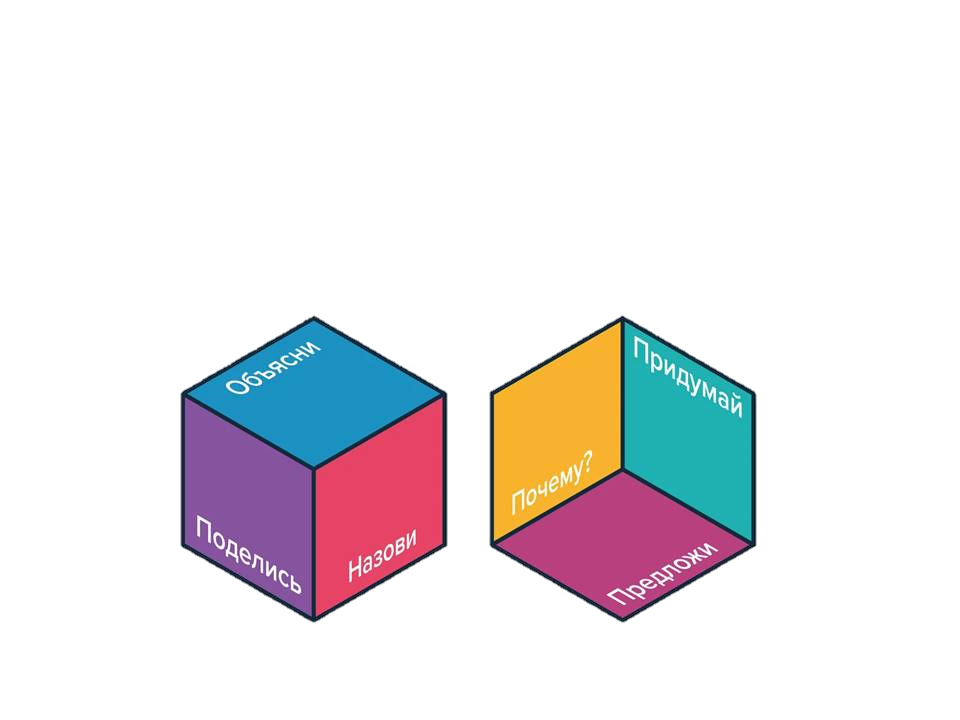 Объясни
Поделись
Назови
Почему?
Придумай
Предложи